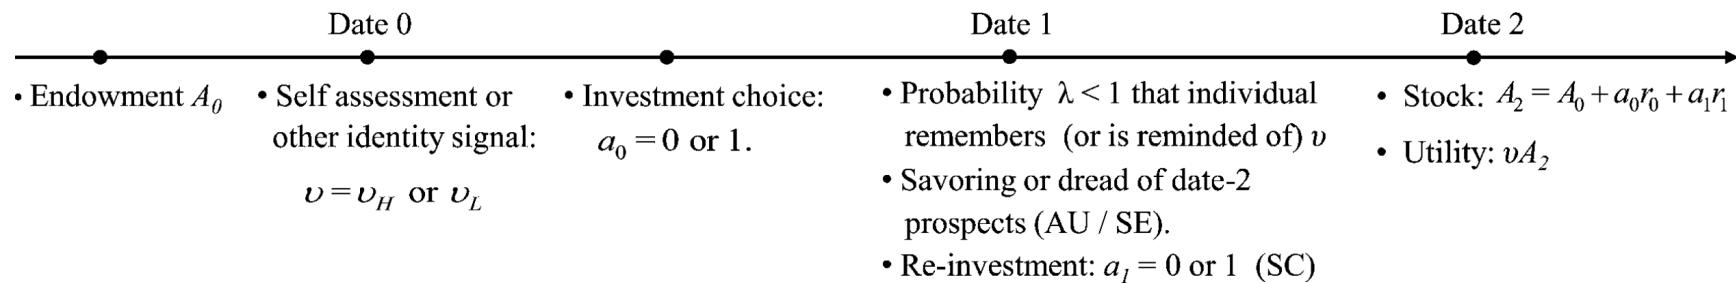 Date 0
Date 1
Date 2
• Endowment A₀
• Self assessment or
other identity signal:
υ = υ_H or υ_L
• Investment choice:
a₀ = 0 or 1.
• Probability λ < 1 that individual
remembers (or is reminded of) υ
• Savoring or dread of date-2
prospects (AU / SE).
• Re-investment: a₁ = 0 or 1 (SC)
• Stock: A₂ = A₀ + a₀r₀ + a₁r₁
• Utility: υA₂